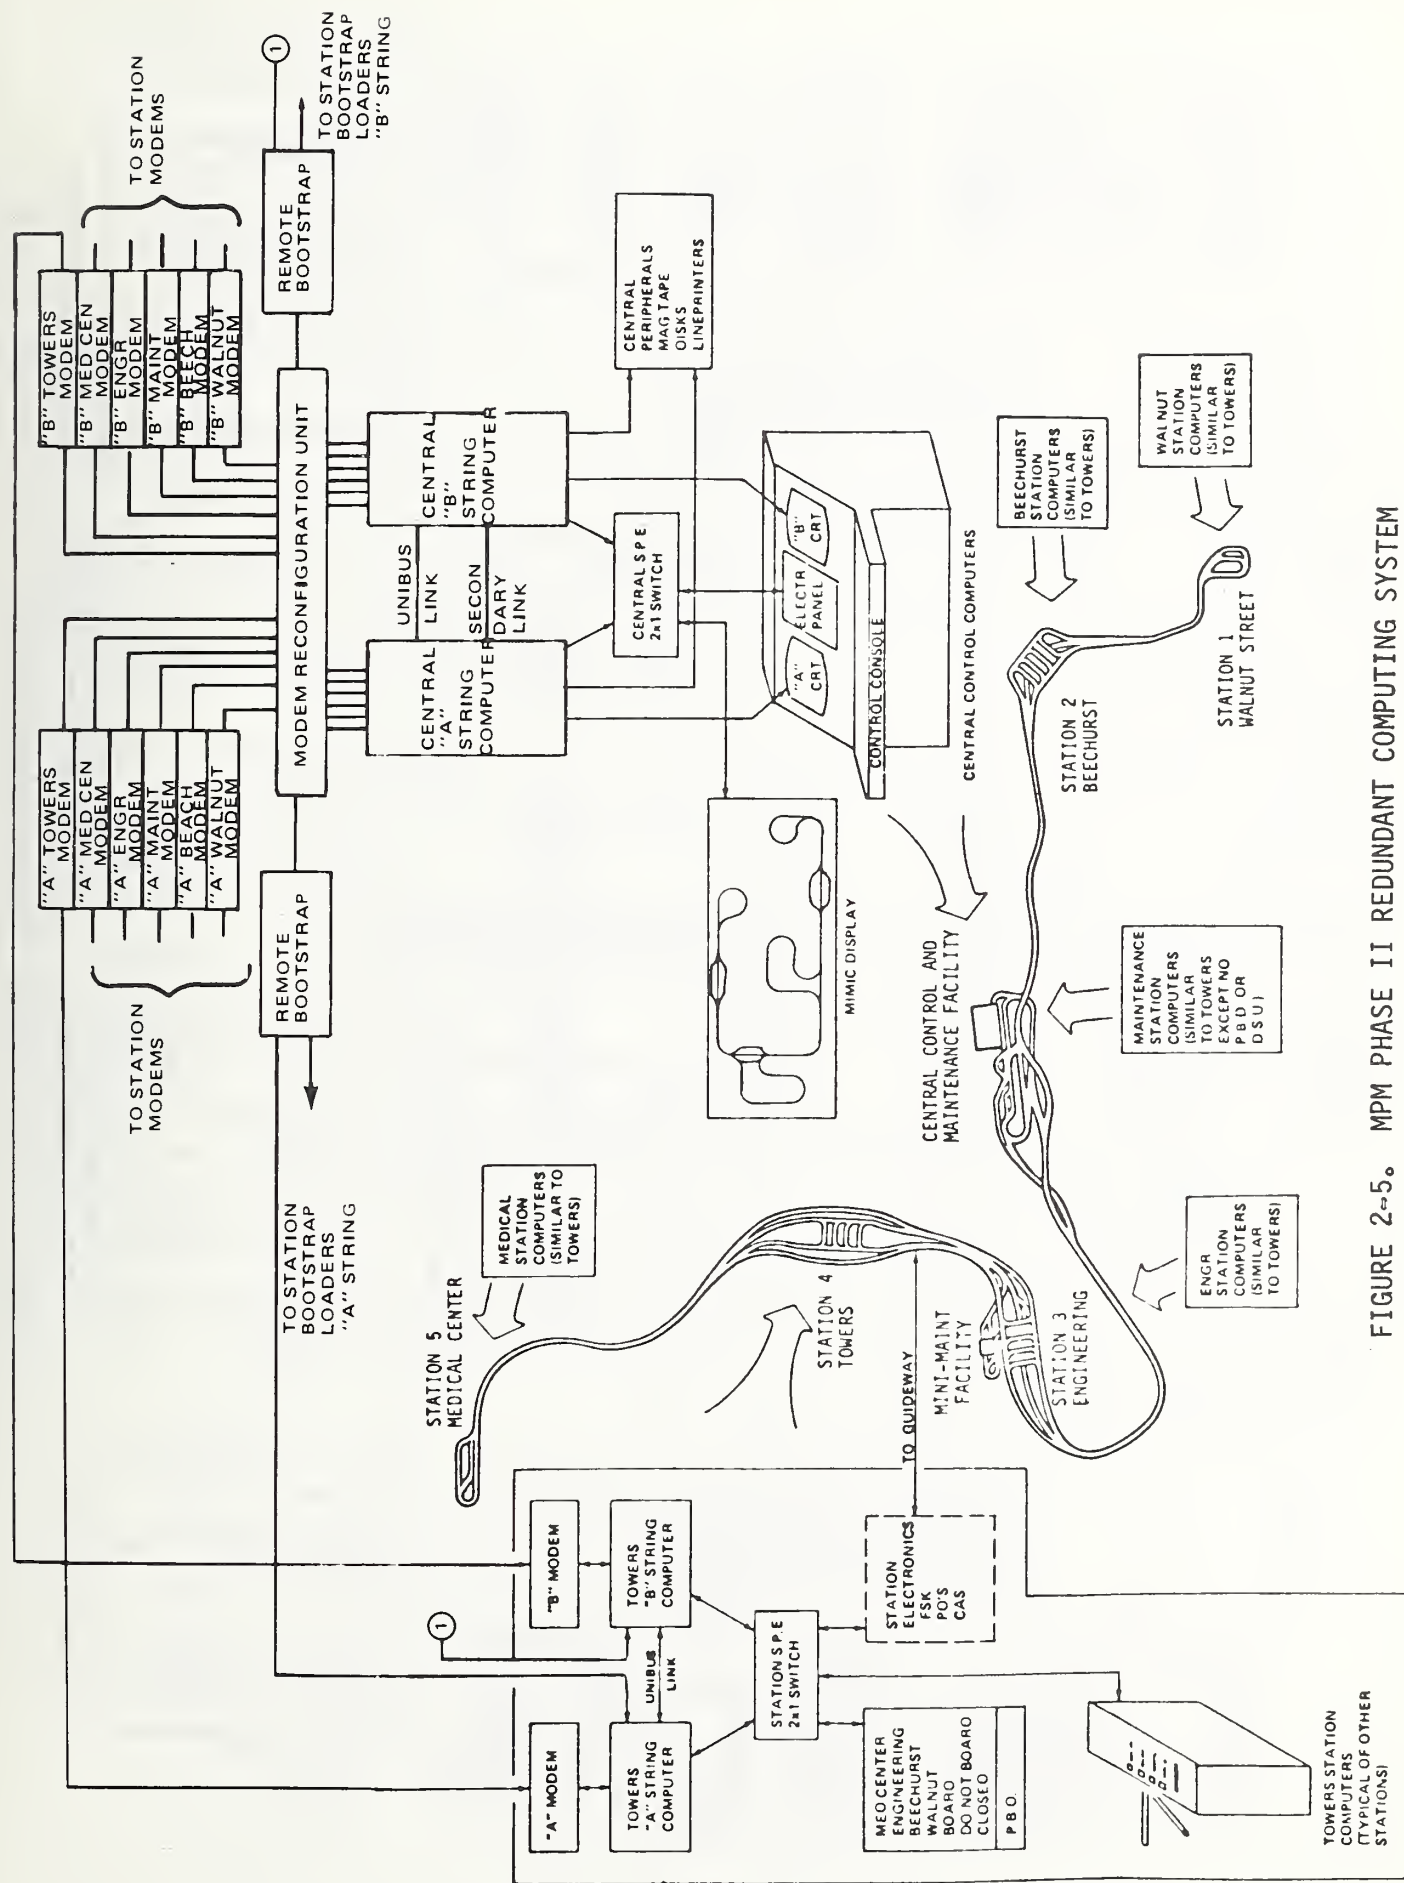 "A" TOWERS
MODEM
"A" MED CEN
MODEM
"A" ENGR
MODEM
"A" MAINT
MODEM
"A" BEACH
MODEM
"A" WALNUT
MODEM
TO STATION
MODEMS
"B" TOWERS
MODEM
"B" MED CEN
MODEM
"B" ENGR
MODEM
"B" MAINT
MODEM
"B" BEECH
MODEM
"B" WALNUT
MODEM
TO STATION
MODEMS
REMOTE
BOOTSTRAP
MODEM RECONFIGURATION UNIT
REMOTE
BOOTSTRAP
1
TO STATION
BOOTSTRAP
LOADERS
"B" STRING
TO STATION
BOOTSTRAP
LOADERS
"A" STRING
CENTRAL
"A"
STRING
COMPUTER
UNIBUS
LINK
SECON
DARY
LINK
CENTRAL
"B"
STRING
COMPUTER
CENTRAL S.P.E
2x1 SWITCH
CENTRAL
PERIPHERALS
MAG TAPE
DISKS
LINEPRINTERS
"A"
CRT
ELECTR
PANEL
"B"
CRT
CONTROL CONSOLE
CENTRAL CONTROL COMPUTERS
MIMIC DISPLAY
"A" MODEM
"B" MODEM
1
TOWERS
"A" STRING
COMPUTER
UNIBUS
LINK
TOWERS
"B" STRING
COMPUTER
STATION S.P.E
2x1 SWITCH
MEO CENTER
ENGINEERING
BEECHURST
WALNUT
BOARD
DO NOT BOARD
CLOSEO
P B O.
STATION
ELECTRONICS
FSK
PO'S
CAS
TO GUIDEWAY
TOWERS STATION
COMPUTERS
(TYPICAL OF OTHER
STATIONS)
STATION 5
MEDICAL CENTER
MEDICAL
STATION
COMPUTERS
(SIMILAR TO
TOWERS)
STATION 4
TOWERS
MINI-MAINT
FACILITY
STATION 3
ENGINEERING
ENGR
STATION
COMPUTERS
(SIMILAR
TO TOWERS)
CENTRAL CONTROL AND
MAINTENANCE FACILITY
MAINTENANCE
STATION
COMPUTERS
(SIMILAR
TO TOWERS
EXCEPT NO
P B D OR
D S U)
STATION 2
BEECHURST
BEECHURST
STATION
COMPUTERS
(SIMILAR
TO TOWERS)
STATION 1
WALNUT STREET
WALNUT
STATION
COMPUTERS
(SIMILAR
TO TOWERS)
FIGURE 2-5. MPM PHASE II REDUNDANT COMPUTING SYSTEM